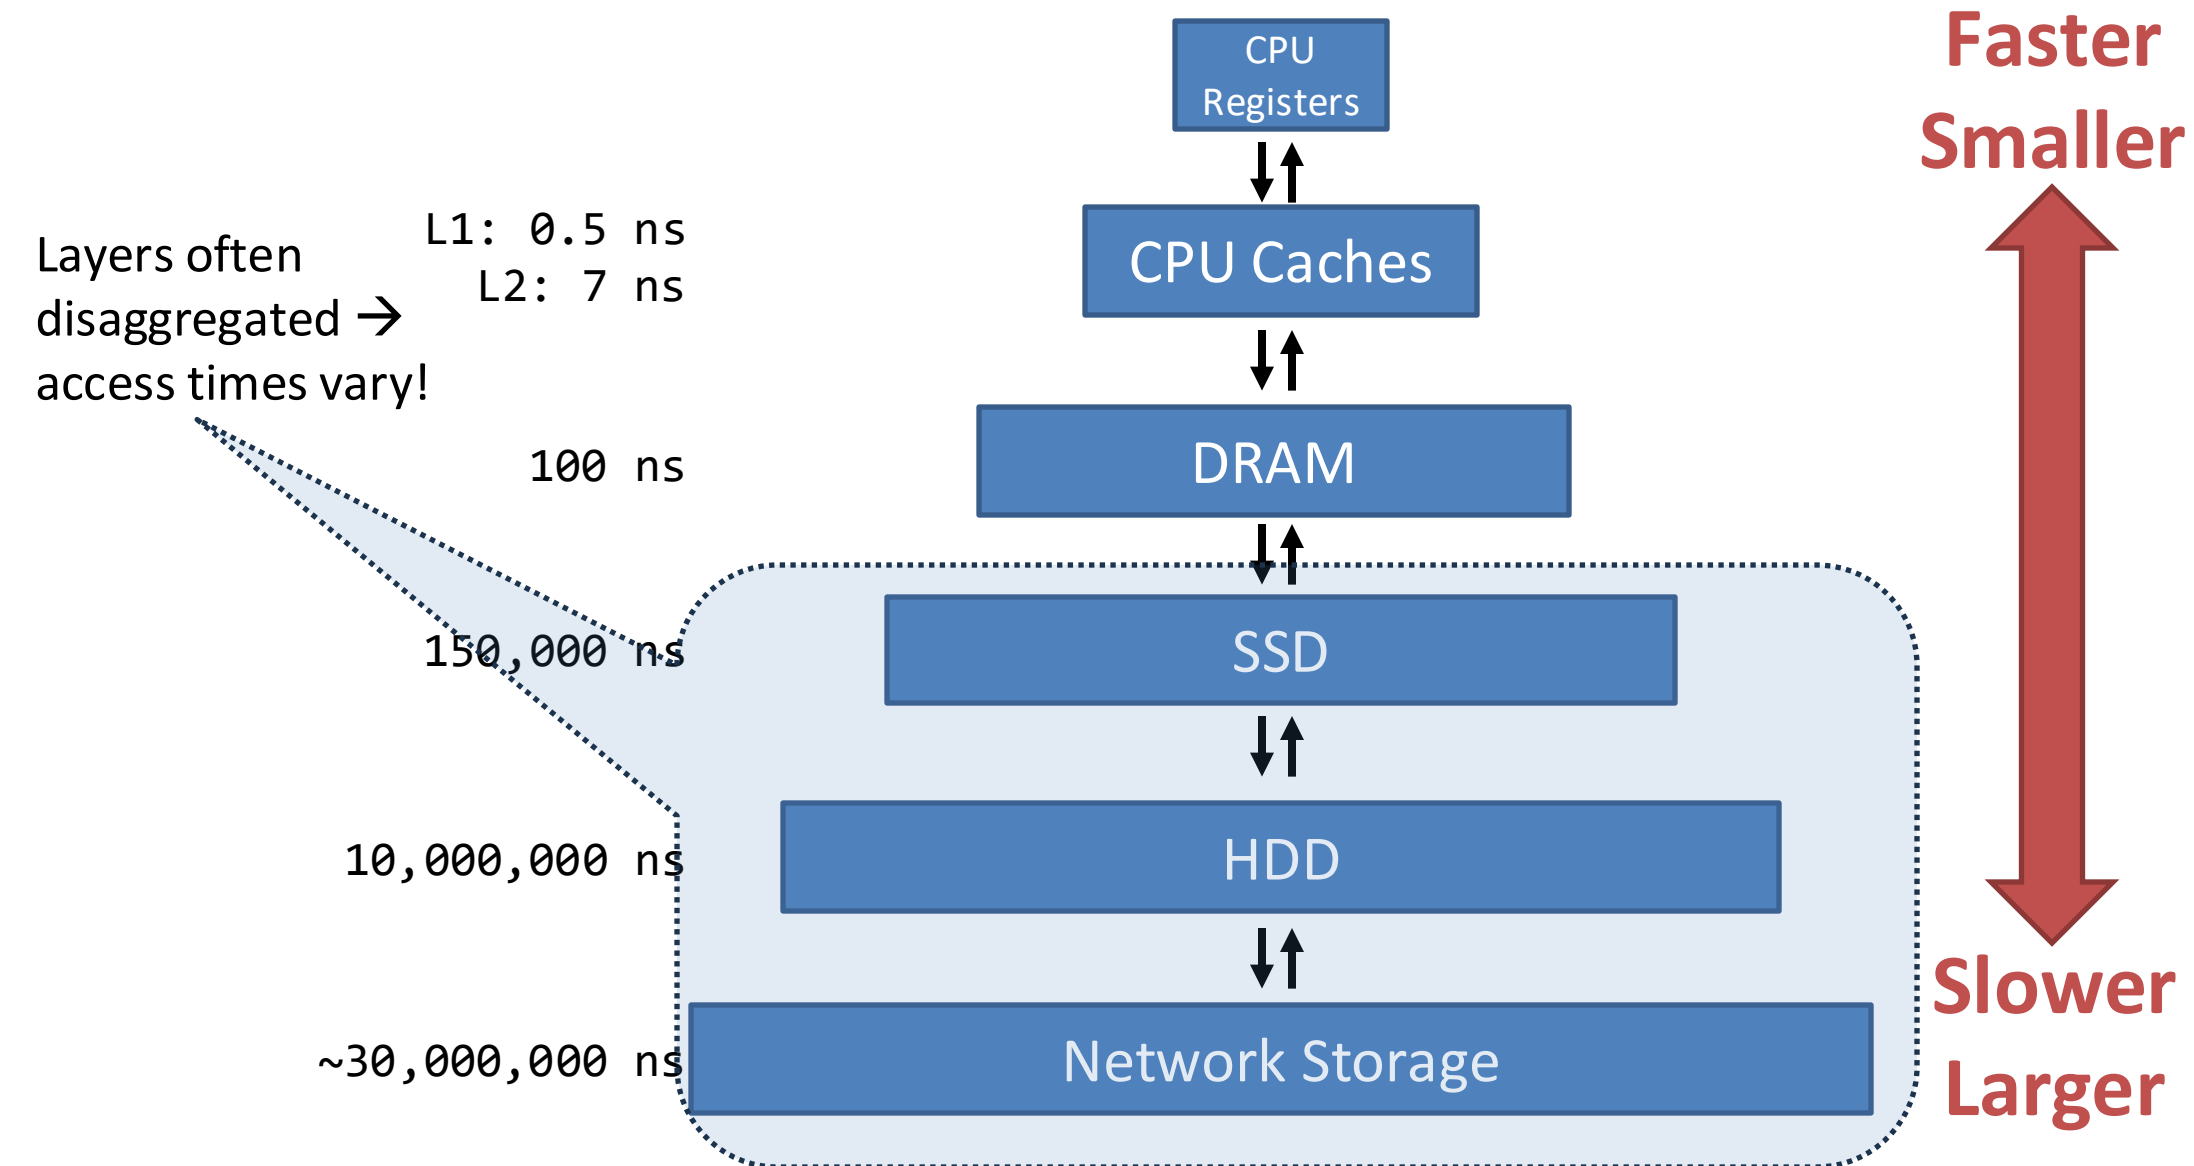 CPU
Registers
Faster
Smaller
Layers often
disaggregated →
access times vary!
L1: 0.5 ns
L2: 7 ns
CPU Caches
100 ns
DRAM
150,000 ns
SSD
10,000,000 ns
HDD
~30,000,000 ns
Network Storage
Slower
Larger